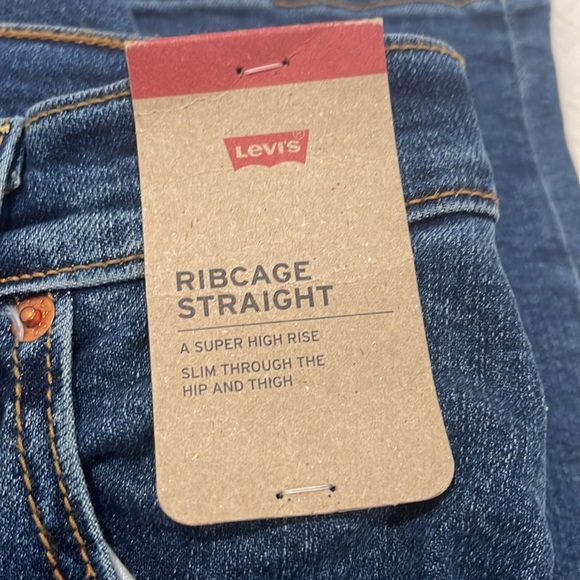 Levi's
RIBCAGE
STRAIGHT
A SUPER HIGH RISE
SLIM THROUGH THE
HIP AND THIGH